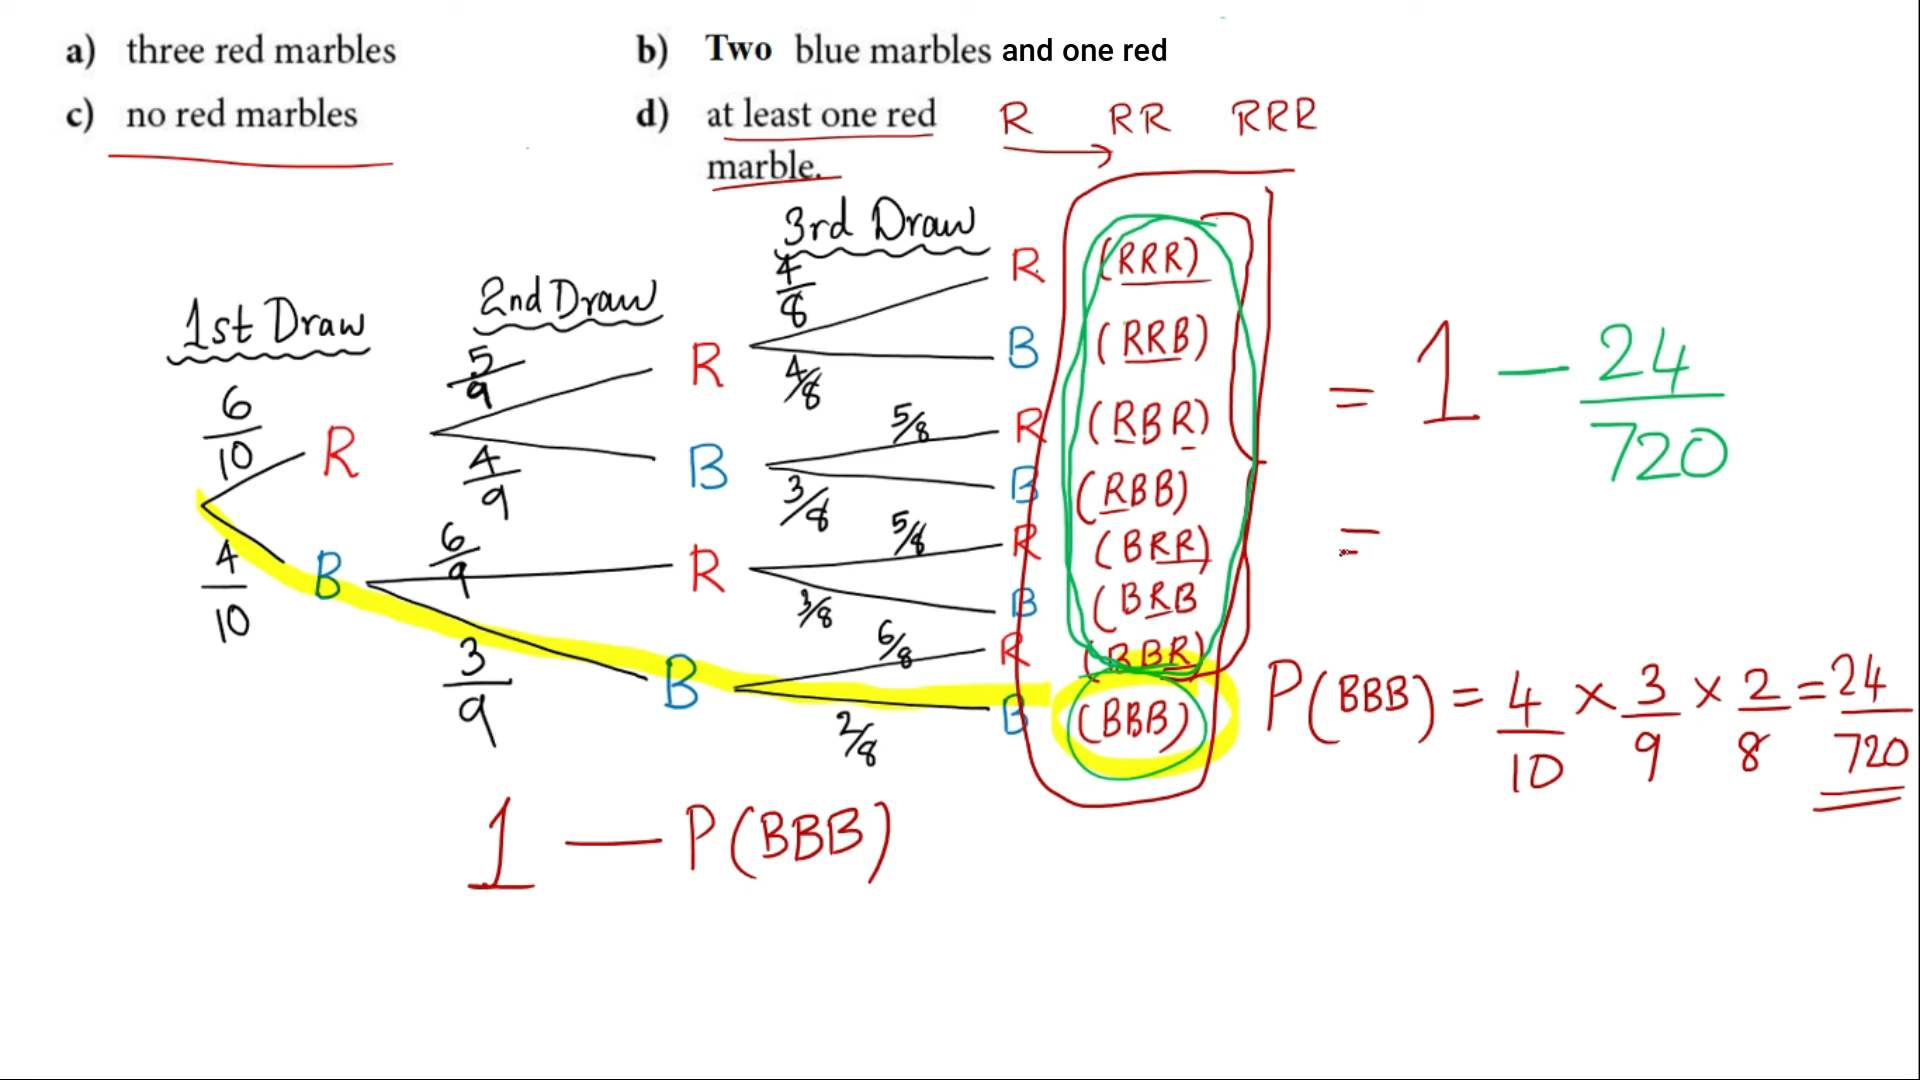 a) three red marbles
b) Two blue marbles and one red
c) no red marbles
d) at least one red
marble.
R RR RRR
1st Draw
2nd Draw
3rd Draw
6/10 R
4/10 B
5/9 R
4/9 B
6/9 R
3/9 B
4/8 R (RRR)
4/8 B (RRB)
5/8 R (RBR)
3/8 B (RBB)
5/8 R (BRR)
3/8 B (BRB
6/8 R (BBR)
2/8 B (BBB)
= 1 - 24/720
=
P(BBB) = 4/10 × 3/9 × 2/8 = 24/720
1 — P(BBB)